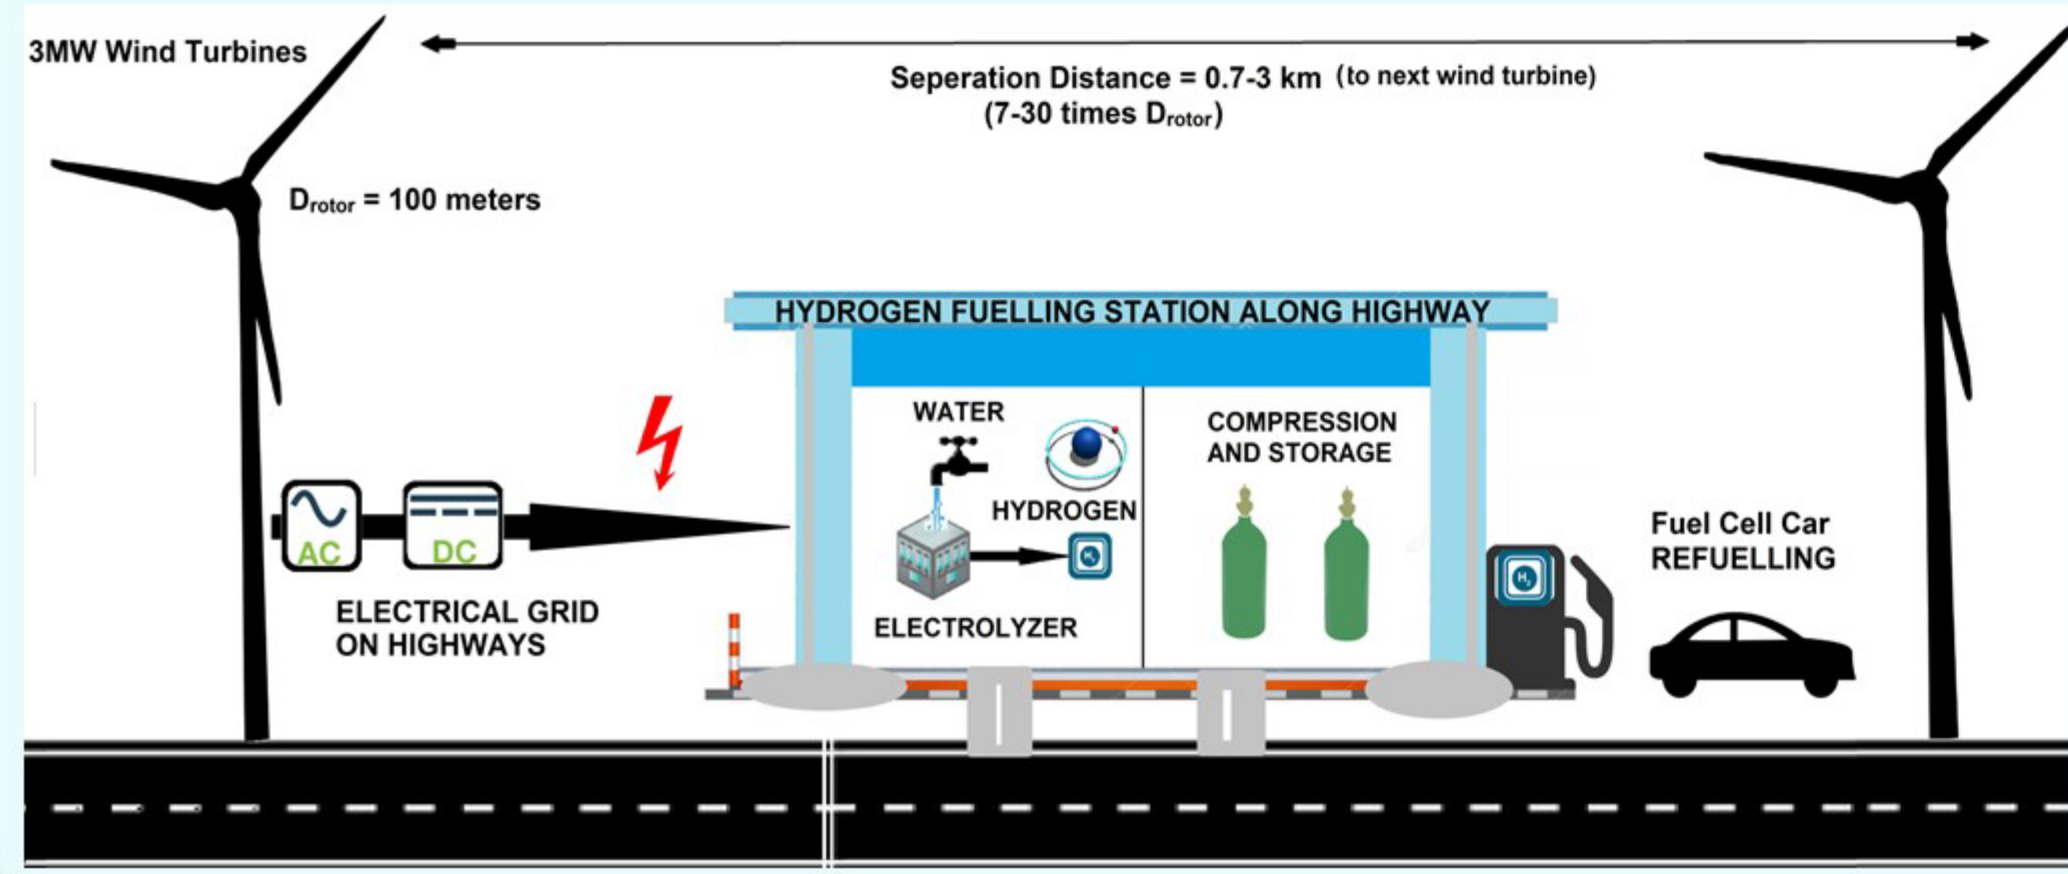 3MW Wind Turbines
Seperation Distance = 0.7-3 km (to next wind turbine)
(7-30 times Drotor)
Drotor = 100 meters
HYDROGEN FUELLING STATION ALONG HIGHWAY
WATER
HYDROGEN
H₂
ELECTROLYZER
COMPRESSION
AND STORAGE
AC
DC
ELECTRICAL GRID
ON HIGHWAYS
H₂
Fuel Cell Car
REFUELLING